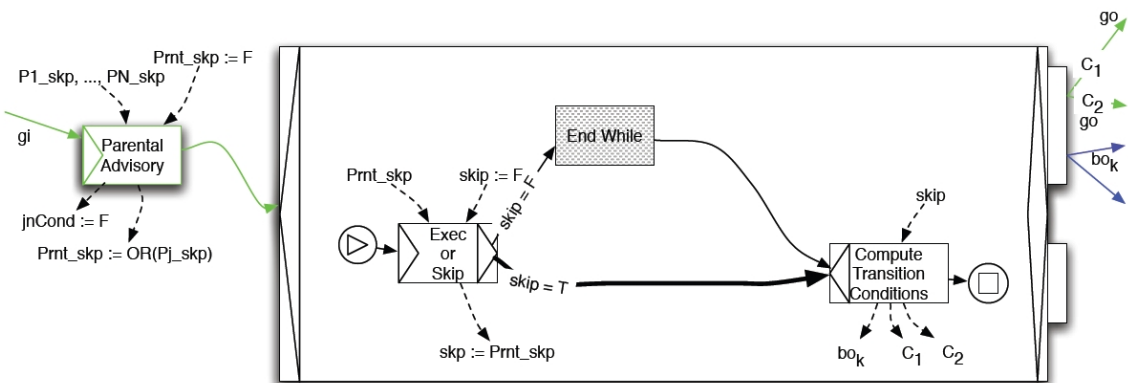 Prnt_skp := F
P1_skp, ..., PN_skp
gi
Parental
Advisory
jnCond := F
Prnt_skp := OR(Pj_skp)
End While
Prnt_skp
skip := F
skip = F
Exec
or
Skip
skip = T
skp := Prnt_skp
skip
Compute
Transition
Conditions
bok
C1
C2
go
C1
C2
go
bok